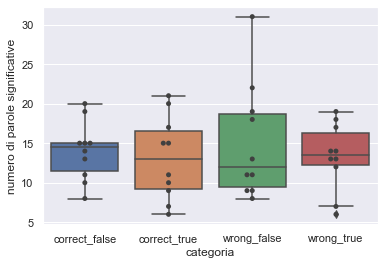 numero di parole significative
30
25
20
15
10
5
correct_false correct_true wrong_false wrong_true
categoria